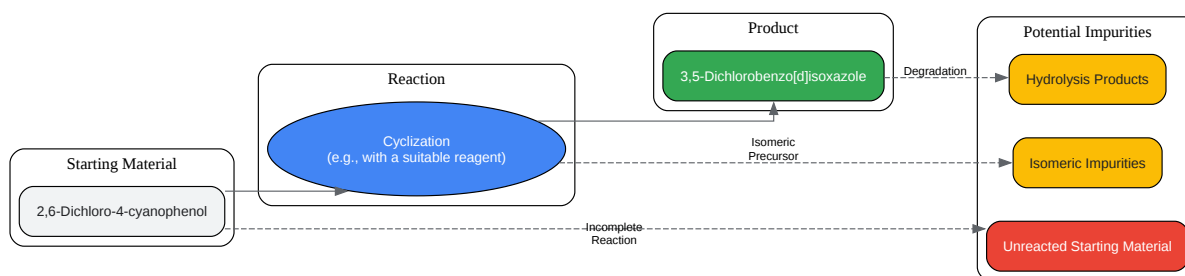 Product
3,5-Dichlorobenzo[d]isoxazole
Potential Impurities
Degradation
Hydrolysis Products
Reaction
Cyclization
(e.g., with a suitable reagent)
Isomeric
Precursor
Isomeric Impurities
Starting Material
2,6-Dichloro-4-cyanophenol
Incomplete
Reaction
Unreacted Starting Material